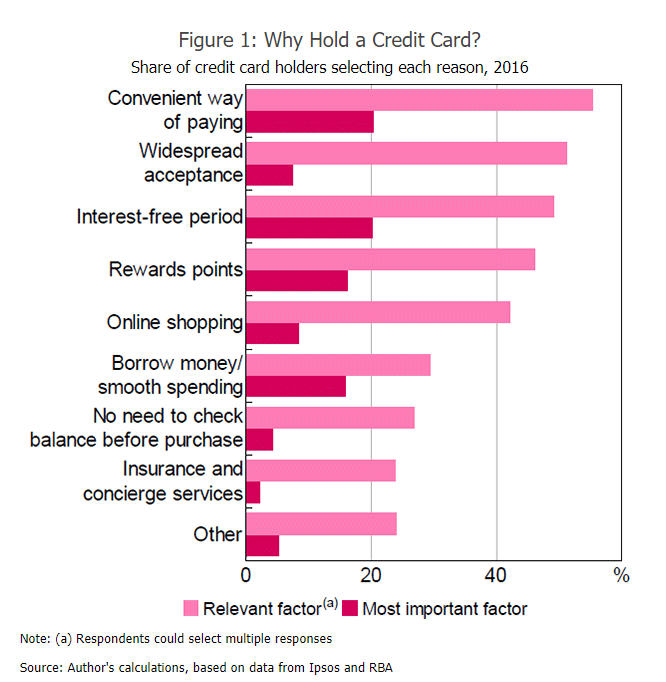 Figure 1: Why Hold a Credit Card?
Share of credit card holders selecting each reason, 2016
Convenient way
of paying
Widespread
acceptance
Interest-free period
Rewards points
Online shopping
Borrow money/
smooth spending
No need to check
balance before purchase
Insurance and
concierge services
Other
0 20 40 %
Relevant factor(a) Most important factor
Note: (a) Respondents could select multiple responses
Source: Author's calculations, based on data from Ipsos and RBA